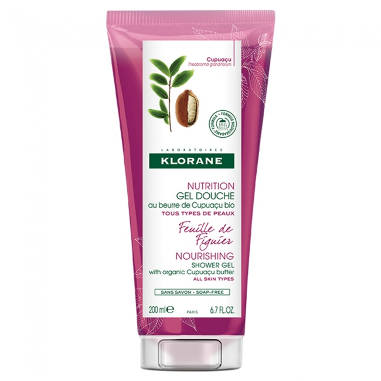 Cupuaçu
LABORATOIRES
KLORANE
NUTRITION
GEL DOUCHE
au beurre de Cupuaçu bio
TOUS TYPES DE PEAUX
Feuille de
Figuier
NOURISHING
SHOWER GEL
with organic Cupuaçu butter
ALL SKIN TYPES
SANS SAVON - SOAP-FREE
200 ml e PARIS 6.7 FL.OZ.